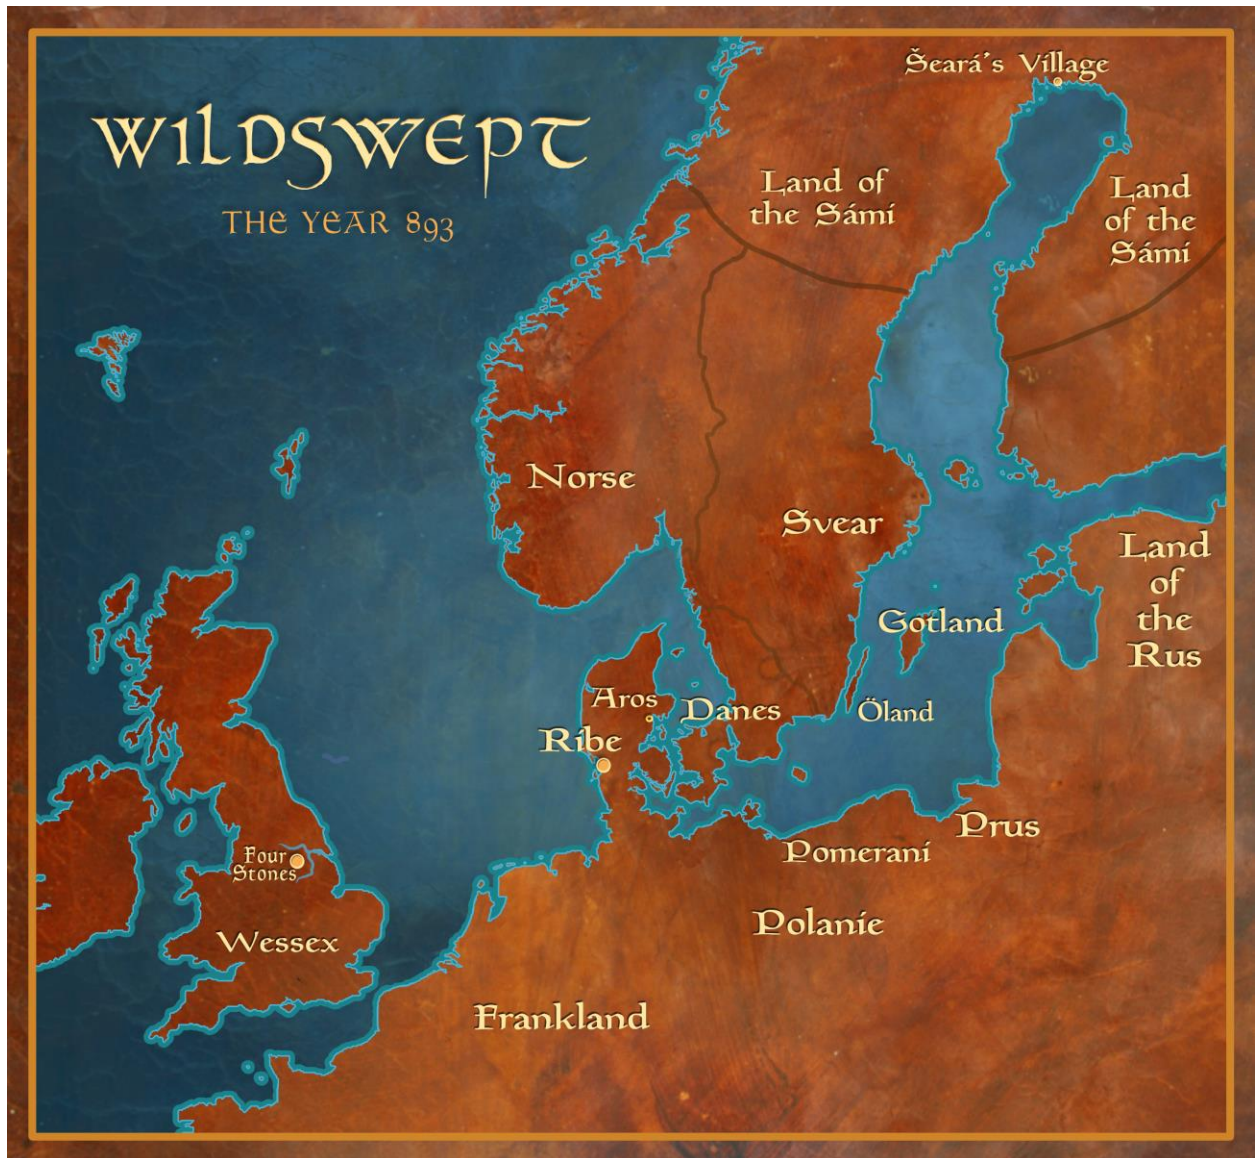 WILDSWEPT
THE YEAR 893
Šeará's Village
Land of
the Sámi
Land
of the
Sámi
Norse
Svear
Land
of
the
Rus
Gotland
Aros
Danes
Öland
Ribe
Prus
Pomerani
Four
Stones
Polanie
Wessex
Frankland